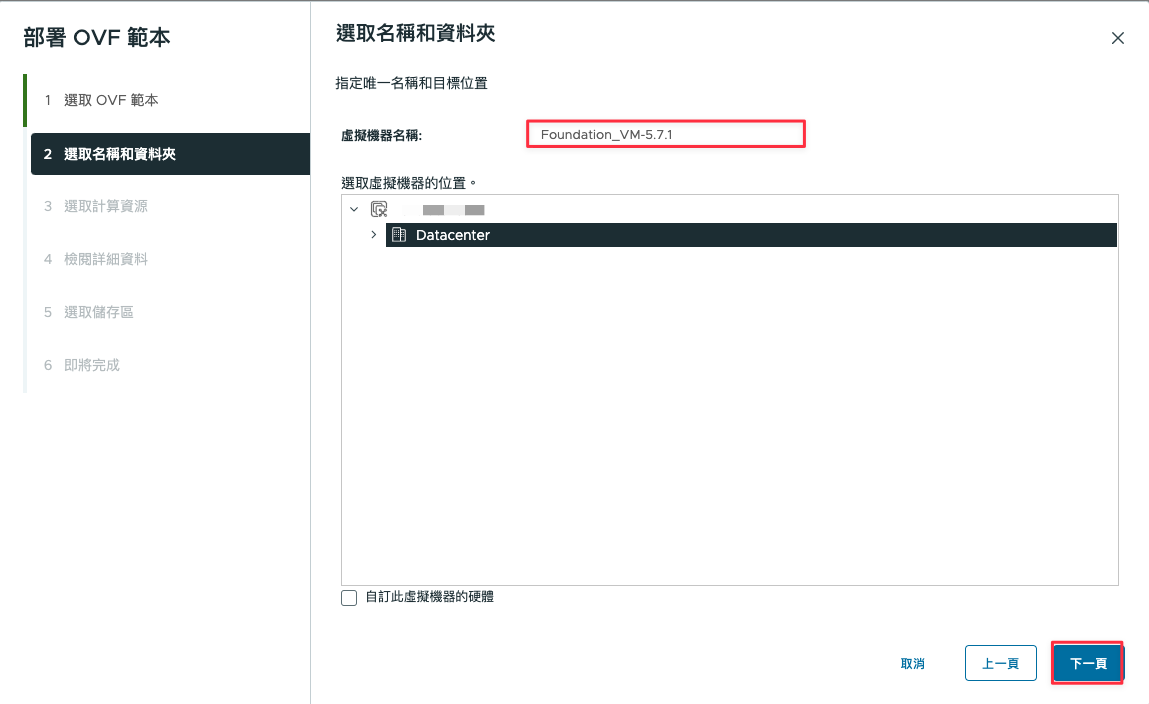 部署 OVF 範本
1 選取 OVF 範本
2 選取名稱和資料夾
3 選取計算資源
4 檢閱詳細資料
5 選取儲存區
6 即將完成
選取名稱和資料夾
指定唯一名稱和目標位置
虛擬機器名稱: Foundation_VM-5.7.1
選取虛擬機器的位置。
Datacenter
自訂此虛擬機器的硬體
取消 上一頁 下一頁